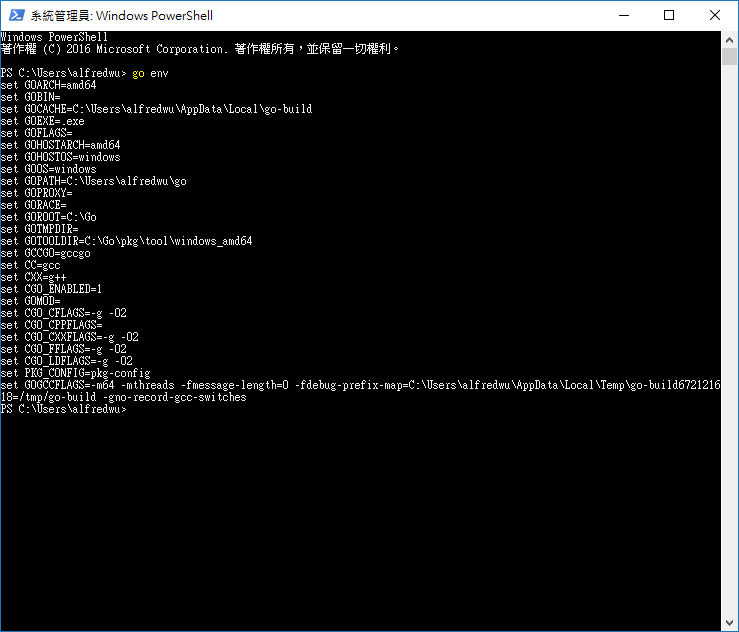 系統管理員: Windows PowerShell
Windows PowerShell
著作權 (C) 2016 Microsoft Corporation. 著作權所有，並保留一切權利。
PS C:\Users\alfredwu> go env
set GOARCH=amd64
set GOBIN=
set GOCACHE=C:\Users\alfredwu\AppData\Local\go-build
set GOEXE=.exe
set GOFLAGS=
set GOHOSTARCH=amd64
set GOHOSTOS=windows
set GOOS=windows
set GOPATH=C:\Users\alfredwu\go
set GOPROXY=
set GORACE=
set GOROOT=C:\Go
set GOTMPDIR=
set GOTOOLDIR=C:\Go\pkg\tool\windows_amd64
set GCCGO=gccgo
set CC=gcc
set CXX=g++
set CGO_ENABLED=1
set GOMOD=
set CGO_CFLAGS=-g -O2
set CGO_CPPFLAGS=
set CGO_CXXFLAGS=-g -O2
set CGO_FFLAGS=-g -O2
set CGO_LDFLAGS=-g -O2
set PKG_CONFIG=pkg-config
set GOGCCFLAGS=-m64 -mthreads -fmessage-length=0 -fdebug-prefix-map=C:\Users\alfredwu\AppData\Local\Temp\go-build6721216
18=/tmp/go-build -gno-record-gcc-switches
PS C:\Users\alfredwu>